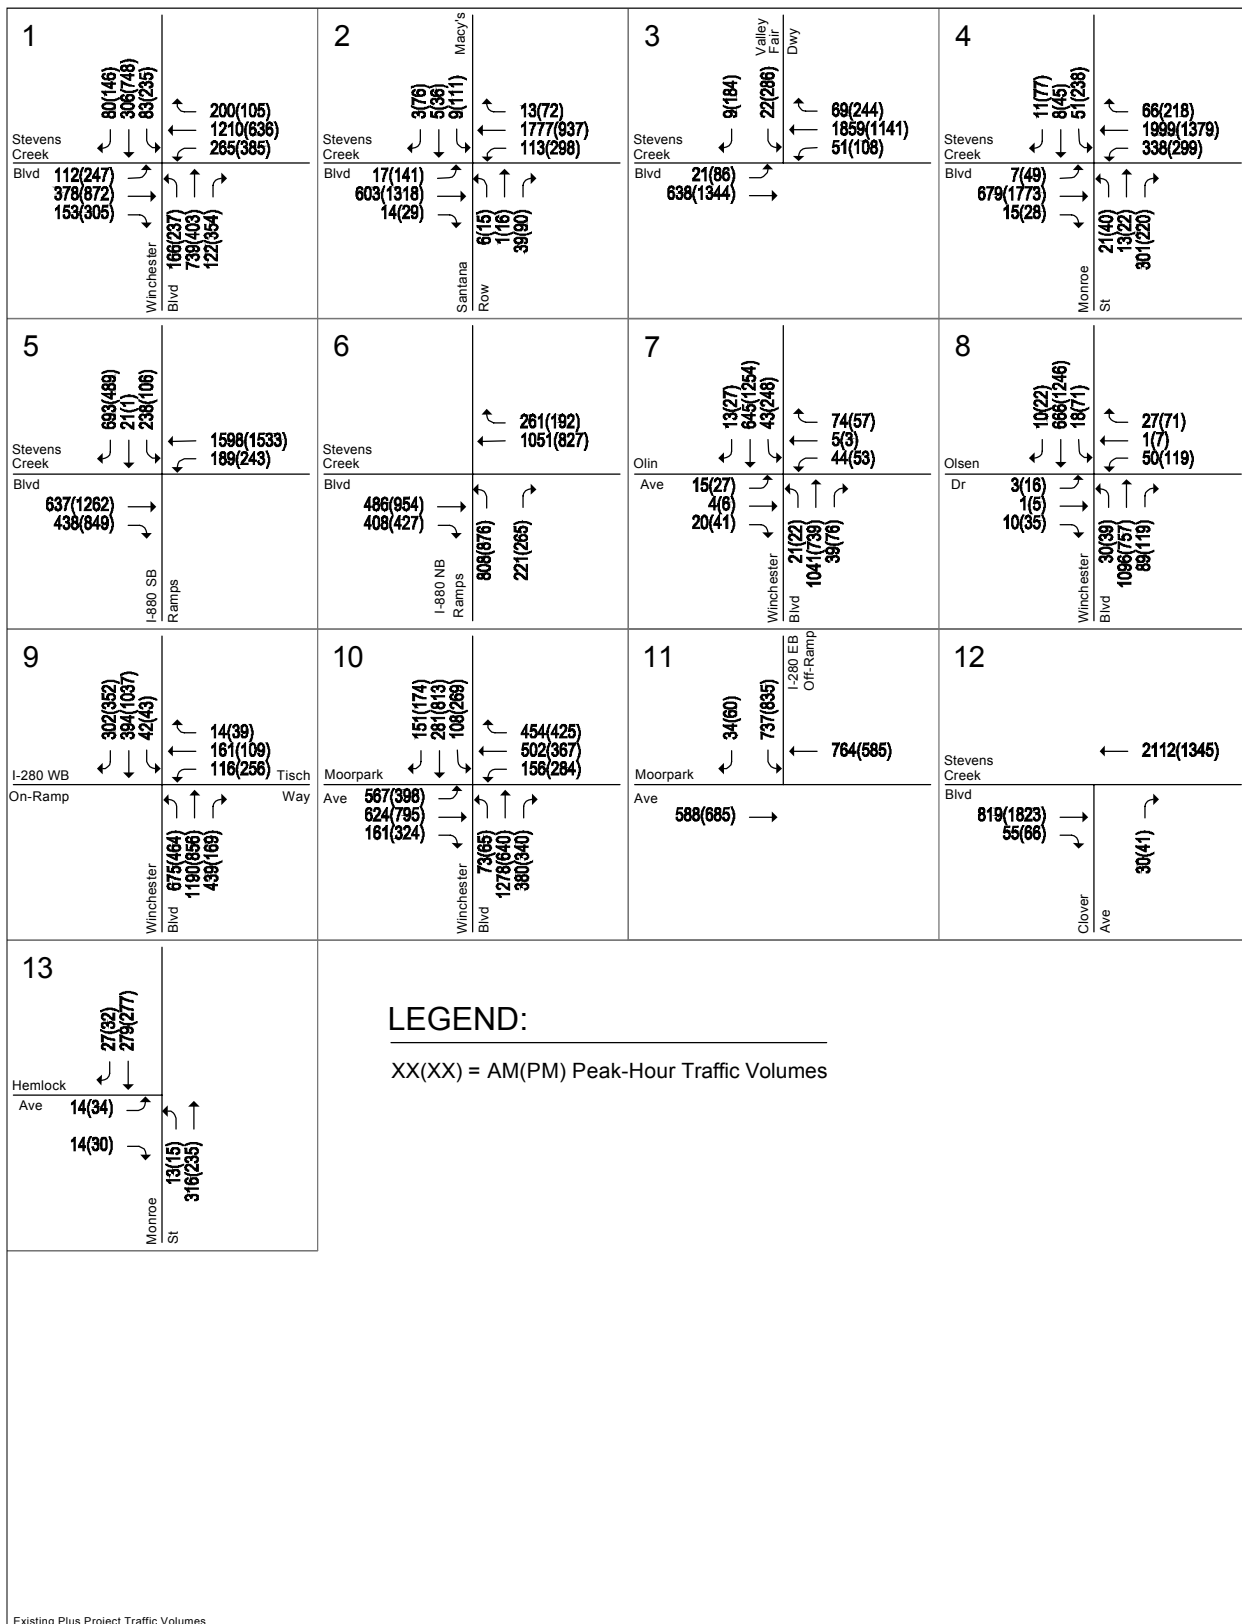 1
80(146)
306(748)
83(235)
200(105)
1210(636)
265(385)
Stevens
Creek
Blvd
112(247)
378(872)
153(305)
166(237)
739(403)
122(354)
Winchester
Blvd
2
Macy's
3(76)
5(36)
9(111)
13(72)
1777(937)
113(298)
Stevens
Creek
Blvd
17(141)
603(1318)
14(29)
6(15)
1(16)
39(90)
Santana
Row
3
Valley
Fair
Dwy
9(184)
22(286)
69(244)
1859(1141)
51(108)
Stevens
Creek
Blvd
21(86)
638(1344)
4
11(77)
8(45)
51(238)
66(218)
1999(1379)
338(299)
Stevens
Creek
Blvd
7(49)
679(1773)
15(28)
21(40)
13(22)
301(220)
Monroe
St
5
693(489)
21(1)
238(106)
1598(1533)
189(243)
Stevens
Creek
Blvd
637(1262)
438(849)
I-880 SB
Ramps
6
261(192)
1051(827)
Stevens
Creek
Blvd
486(954)
408(427)
808(876)
221(265)
I-880 NB
Ramps
7
13(27)
645(1254)
43(248)
74(57)
5(3)
44(53)
Olin
Ave
15(27)
4(6)
20(41)
21(22)
1041(739)
39(76)
Winchester
Blvd
8
10(22)
666(1246)
18(71)
27(71)
1(7)
50(119)
Olsen
Dr
3(16)
1(5)
10(35)
30(39)
1096(757)
89(119)
Winchester
Blvd
9
302(352)
394(1037)
42(43)
14(39)
161(109)
116(256)
I-280 WB
On-Ramp
Tisch
Way
675(464)
1190(856)
439(169)
Winchester
Blvd
10
151(174)
281(813)
108(269)
454(425)
502(367)
156(284)
Moorpark
Ave
567(398)
624(795)
161(324)
73(65)
1278(640)
380(340)
Winchester
Blvd
11
I-280 EB
Off-Ramp
34(60)
737(835)
764(585)
Moorpark
Ave
588(685)
12
2112(1345)
Stevens
Creek
Blvd
819(1823)
55(66)
30(41)
Clover
Ave
13
27(32)
279(277)
Hemlock
Ave
14(34)
14(30)
13(15)
316(235)
Monroe
St
LEGEND:
XX(XX) = AM(PM) Peak-Hour Traffic Volumes
Existing Plus Project Traffic Volumes